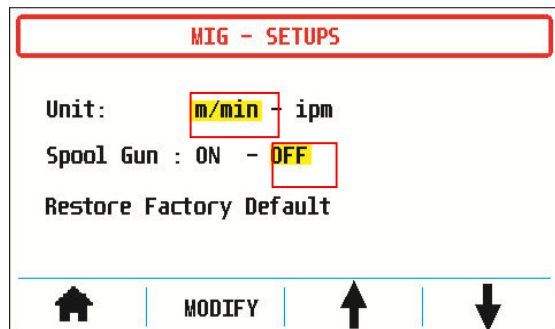 MIG - SETUPS
Unit: m/min - ipm
Spool Gun : ON - OFF
Restore Factory Default
MODIFY